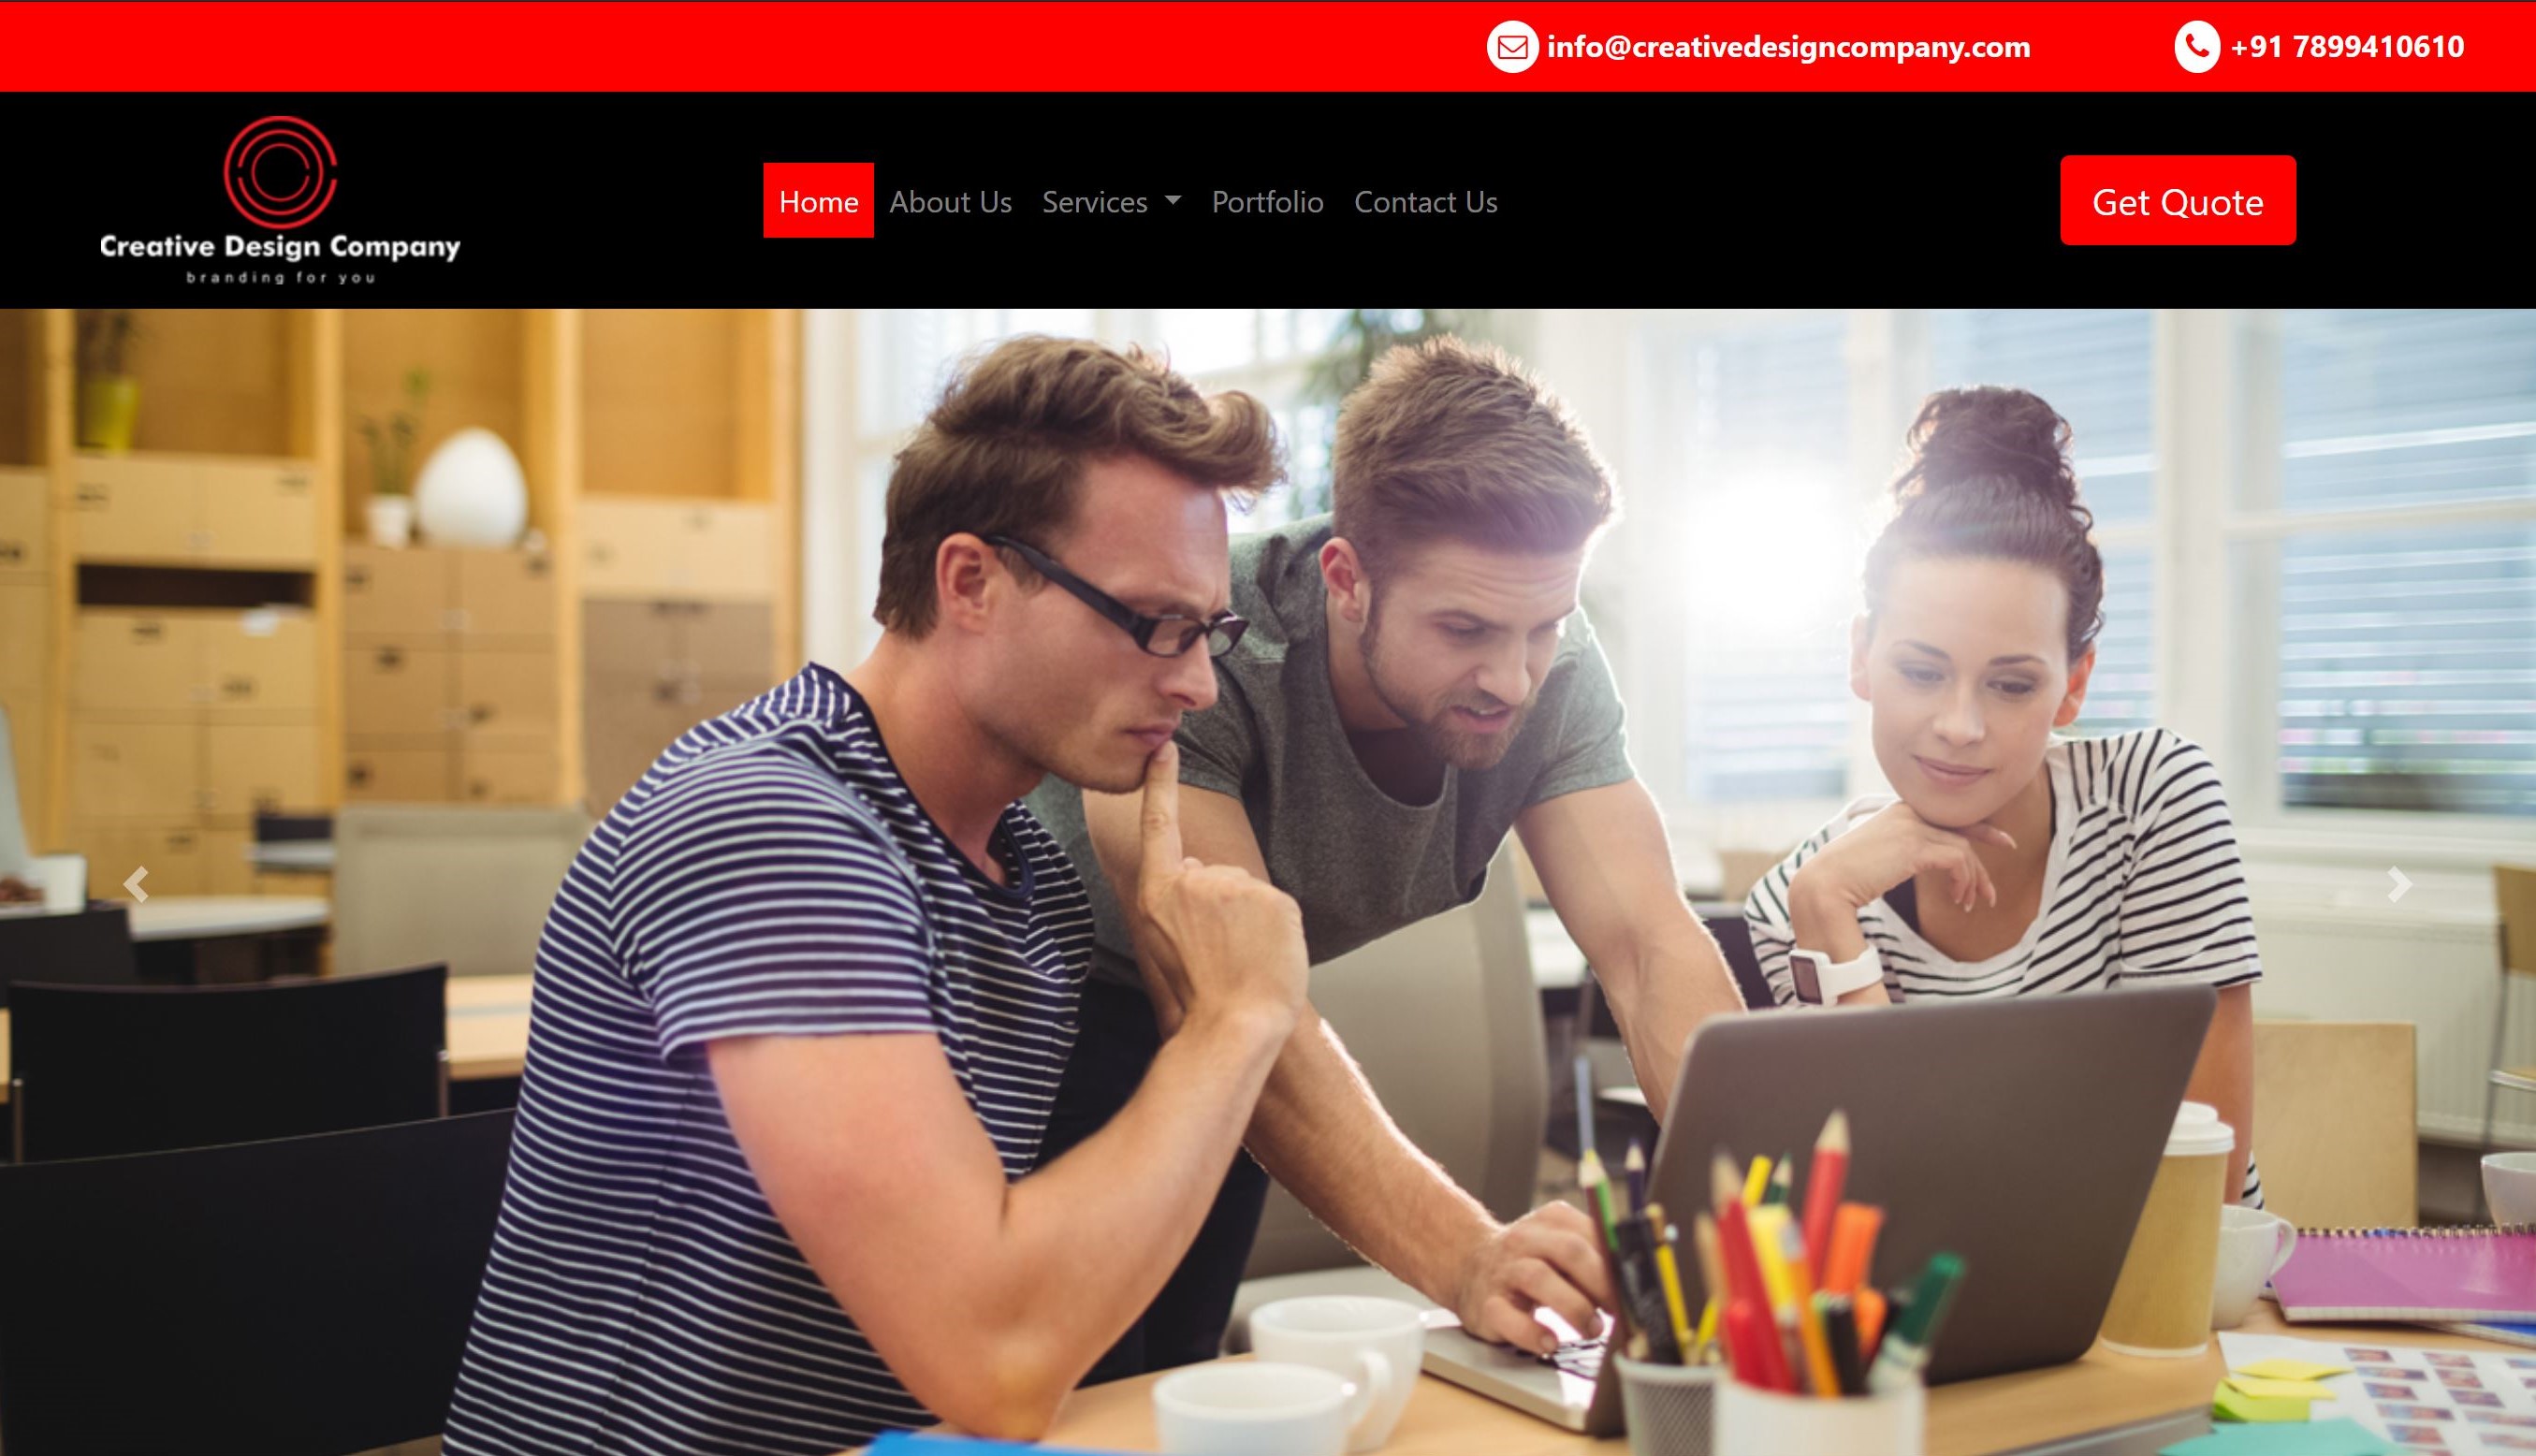 info@creativedesigncompany.com +91 7899410610
Creative Design Company
branding for you
Home About Us Services Portfolio Contact Us
Get Quote